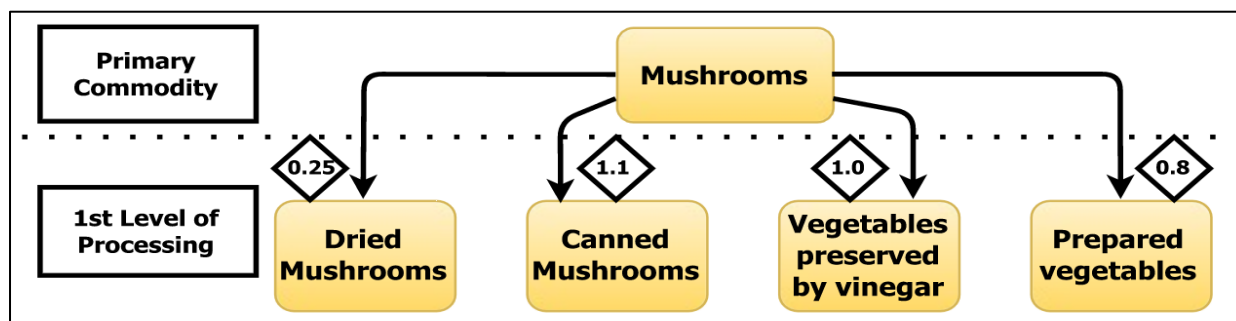 Primary
Commodity
Mushrooms
0.25
1.1
1.0
0.8
1st Level of
Processing
Dried
Mushrooms
Canned
Mushrooms
Vegetables
preserved
by vinegar
Prepared
vegetables